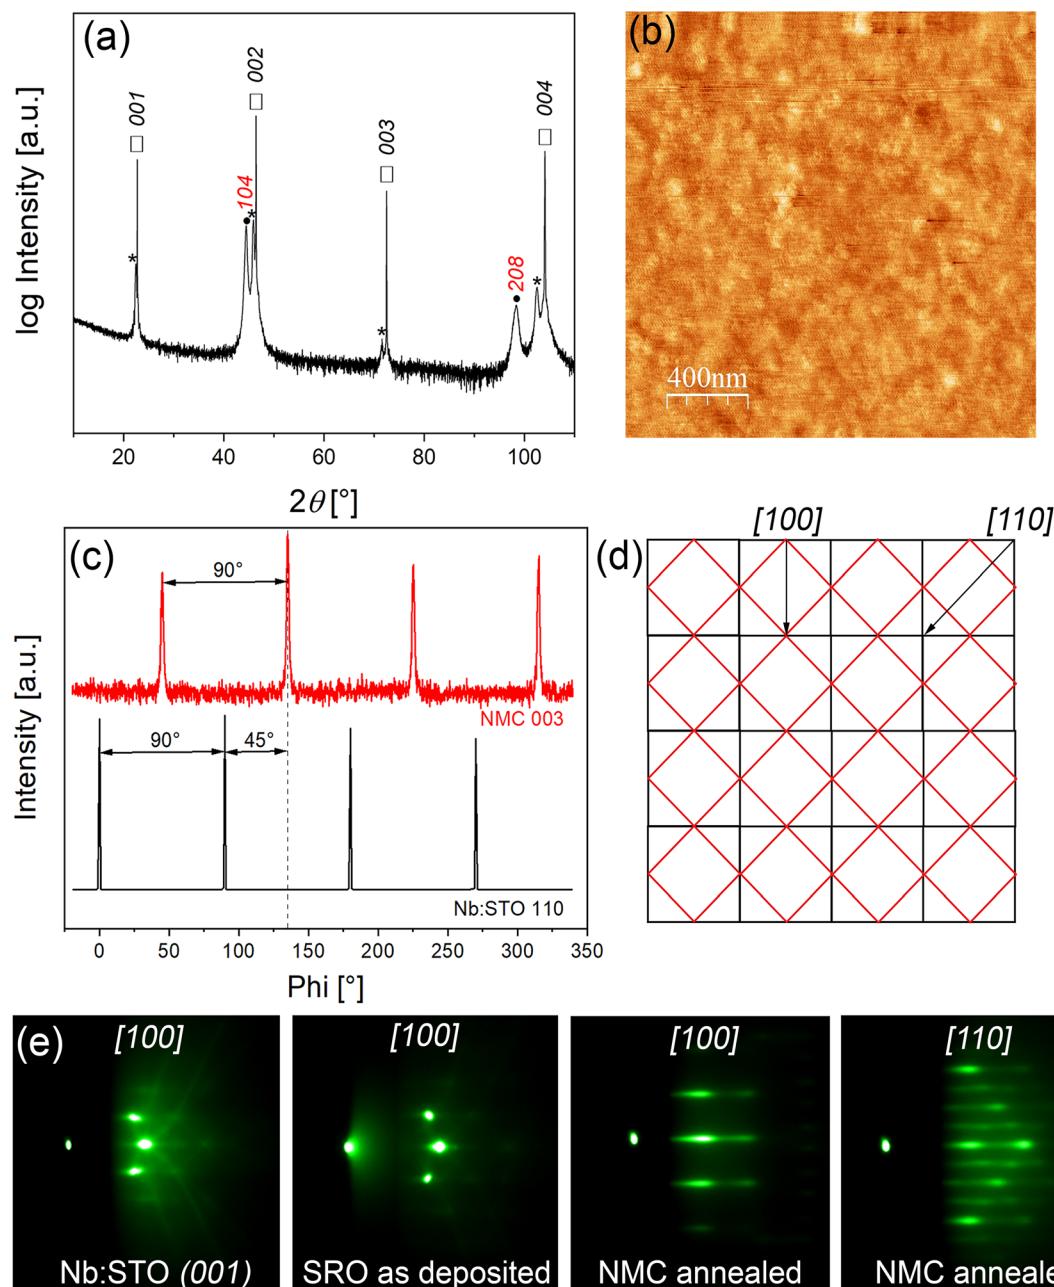 (a)
log Intensity [a.u.]
□ 001
□ 002
□ 003
□ 004
104
208
*
*
*
*
20 40 60 80 100
2θ [°]
(b)
400nm
(c)
Intensity [a.u.]
90°
NMC 003
90° 45°
Nb:STO 110
0 50 100 150 200 250 300 350
Phi [°]
(d)
[100] [110]
(e)
[100]
Nb:STO (001)
[100]
SRO as deposited
[100]
NMC annealed
[110]
NMC annealed